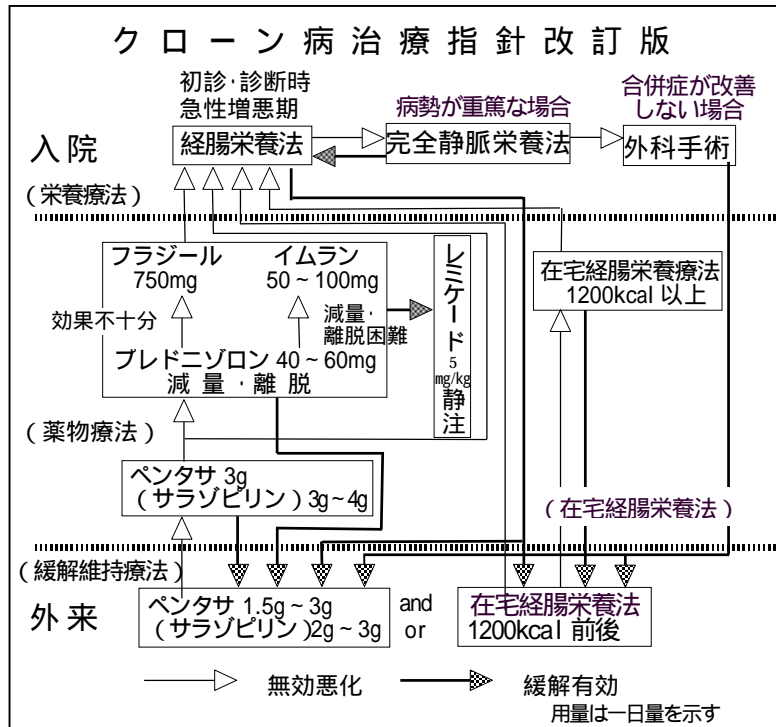 クローン病治療指針改訂版
初診・診断時
急性増悪期
病勢が重篤な場合
合併症が改善
しない場合
入院
経腸栄養法
完全静脈栄養法
外科手術
（栄養療法）
フラジール
750mg
イムラン
50～100mg
効果不十分
減量・
離脱困難
プレドニゾロン 40～60mg
減量・離脱
レミケード
5
mg/kg
静注
在宅経腸栄養療法
1200kcal 以上
（薬物療法）
ペンタサ 3g
（サラゾピリン）3g~4g
（在宅経腸栄養法）
（緩解維持療法）
外来
ペンタサ 1.5g～3g
（サラゾピリン）2g～3g
and
or
在宅経腸栄養法
1200kcal 前後
無効悪化
緩解有効
用量は一日量を示す